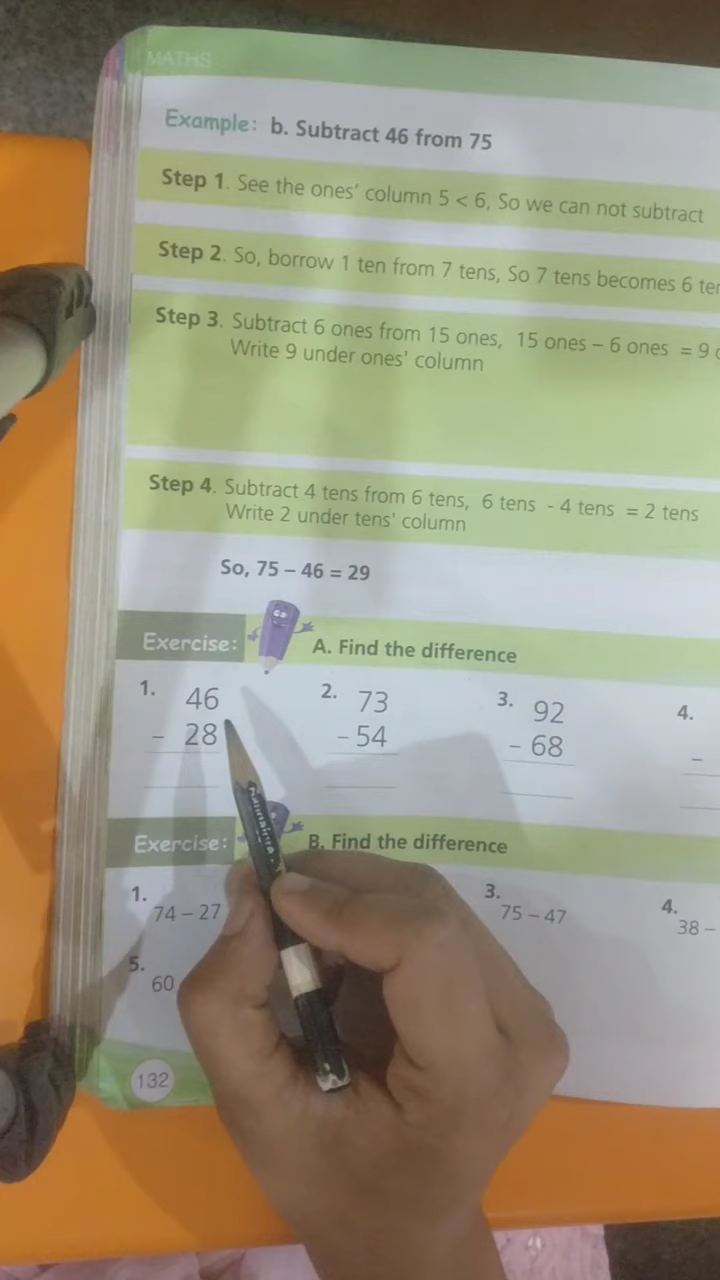 MATHS
Example: b. Subtract 46 from 75
Step 1. See the ones' column 5 < 6, So we can not subtract
Step 2. So, borrow 1 ten from 7 tens, So 7 tens becomes 6
Step 3. Subtract 6 ones from 15 ones, 15 ones – 6 ones = 9
Write 9 under ones' column
Step 4. Subtract 4 tens from 6 tens, 6 tens - 4 tens = 2 tens
Write 2 under tens' column
So, 75 – 46 = 29
Exercise: A. Find the difference
1. 46 2. 73 3. 92 4.
– 28 – 54 – 68 –
Exercise: B. Find the difference
1. 3. 4.
74 – 27 75 – 47 38 –
5.
60
132